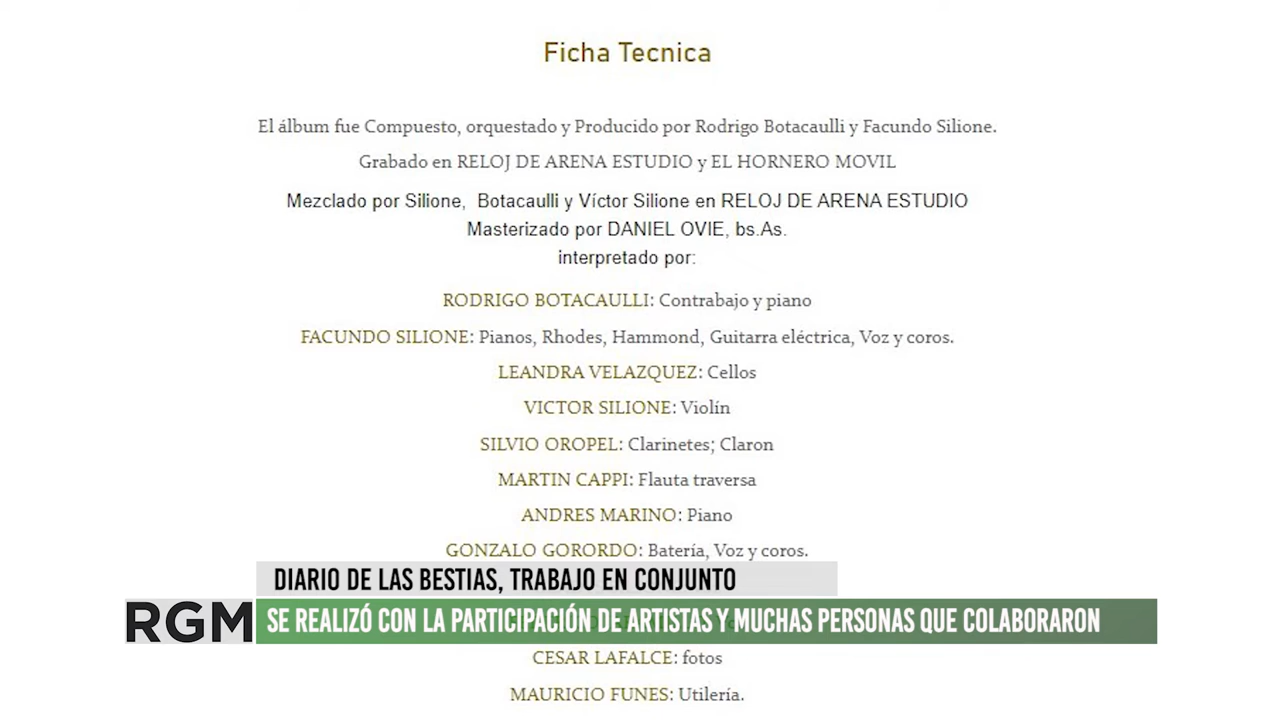 Ficha Tecnica
El álbum fue Compuesto, orquestado y Producido por Rodrigo Botacaulli y Facundo Silione.
Grabado en RELOJ DE ARENA ESTUDIO y EL HORNERO MOVIL
Mezclado por Silione, Botacaulli y Víctor Silione en RELOJ DE ARENA ESTUDIO
Masterizado por DANIEL OVIE, bs.As.
interpretado por:
RODRIGO BOTACAULLI: Contrabajo y piano
FACUNDO SILIONE: Pianos, Rhodes, Hammond, Guitarra eléctrica, Voz y coros.
LEANDRA VELAZQUEZ: Cellos
VICTOR SILIONE: Violín
SILVIO OROPEL: Clarinetes; Claron
MARTIN CAPPI: Flauta traversa
ANDRES MARINO: Piano
GONZALO GORORDO: Batería, Voz y coros.
DIARIO DE LAS BESTIAS, TRABAJO EN CONJUNTO
RGM SE REALIZÓ CON LA PARTICIPACIÓN DE ARTISTAS Y MUCHAS PERSONAS QUE COLABORARON
CESAR LAFALCE: fotos
MAURICIO FUNES: Utilería.